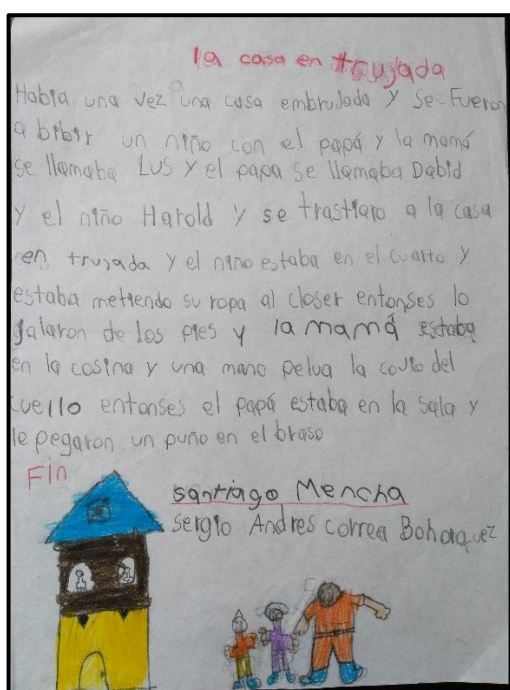 la casa en trujada
Habia una vez una casa embrujada y se fueron
a bibir un niño con el papá y la mamá
se llamaba LUS y el papa se llamaba Dabid
y el niño Harold y se trastiaro a la casa
en trujada y el niño estaba en el cuarto y
estaba metiendo su ropa al closer entonses lo
jalaron de los pies y la mamá estaba
en la cosina y una mano pelua la cojio del
cuello entonses el papá estaba en la sala y
le pegaron un puño en el braso
Fin
santiago Mencha
sergio Andres correa Bohorquez